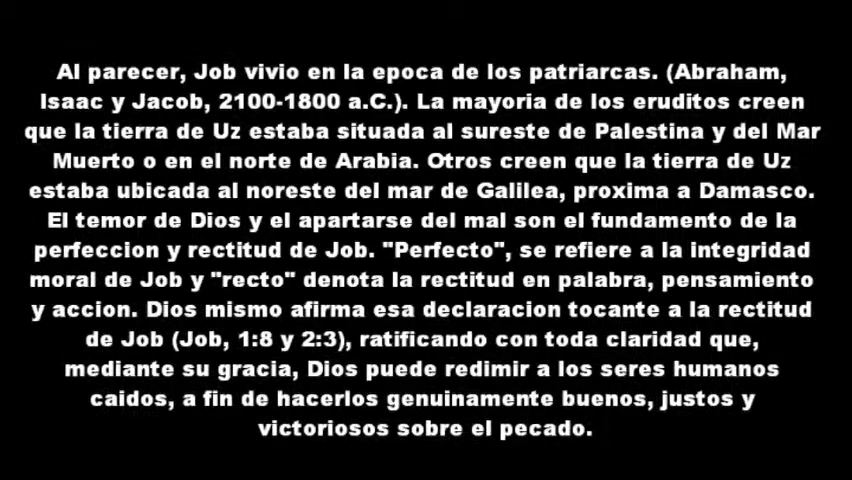 Al parecer, Job vivio en la epoca de los patriarcas. (Abraham,
Isaac y Jacob, 2100-1800 a.C.). La mayoria de los eruditos creen
que la tierra de Uz estaba situada al sureste de Palestina y del Mar
Muerto o en el norte de Arabia. Otros creen que la tierra de Uz
estaba ubicada al noreste del mar de Galilea, proxima a Damasco.
El temor de Dios y el apartarse del mal son el fundamento de la
perfeccion y rectitud de Job. "Perfecto", se refiere a la integridad
moral de Job y "recto" denota la rectitud en palabra, pensamiento
y accion. Dios mismo afirma esa declaracion tocante a la rectitud
de Job (Job, 1:8 y 2:3), ratificando con toda claridad que,
mediante su gracia, Dios puede redimir a los seres humanos
caidos, a fin de hacerlos genuinamente buenos, justos y
victoriosos sobre el pecado.